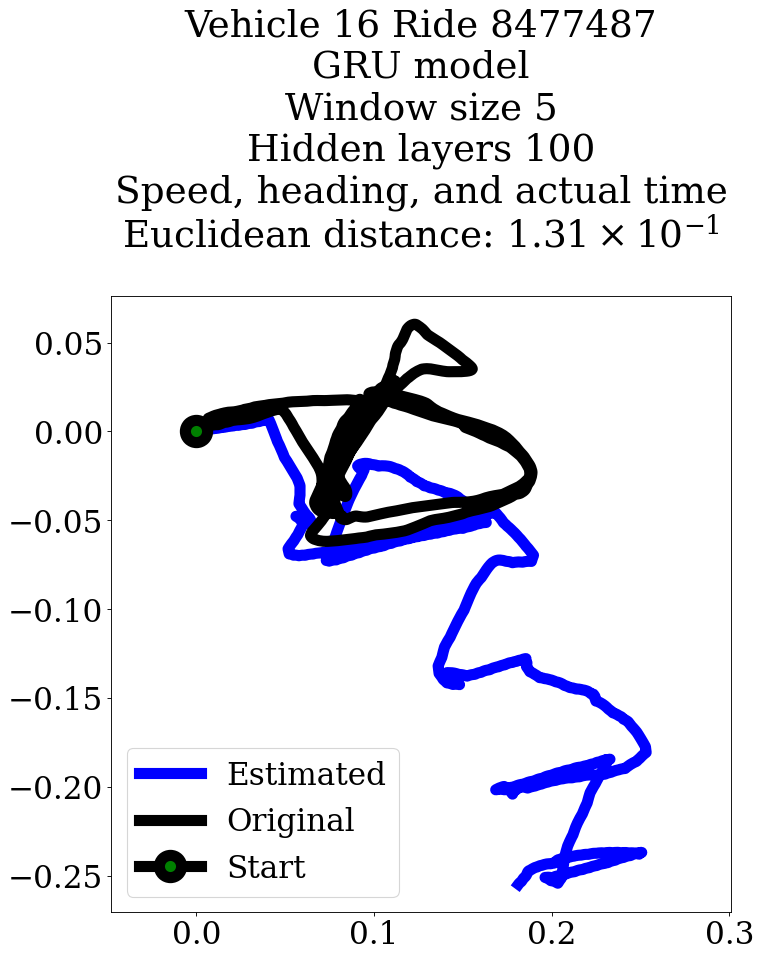 Vehicle 16 Ride 8477487
GRU model
Window size 5
Hidden layers 100
Speed, heading, and actual time
Euclidean distance: 1.31 × 10⁻¹
0.05
0.00
−0.05
−0.10
−0.15
−0.20
−0.25
Estimated
Original
Start
0.0 0.1 0.2 0.3